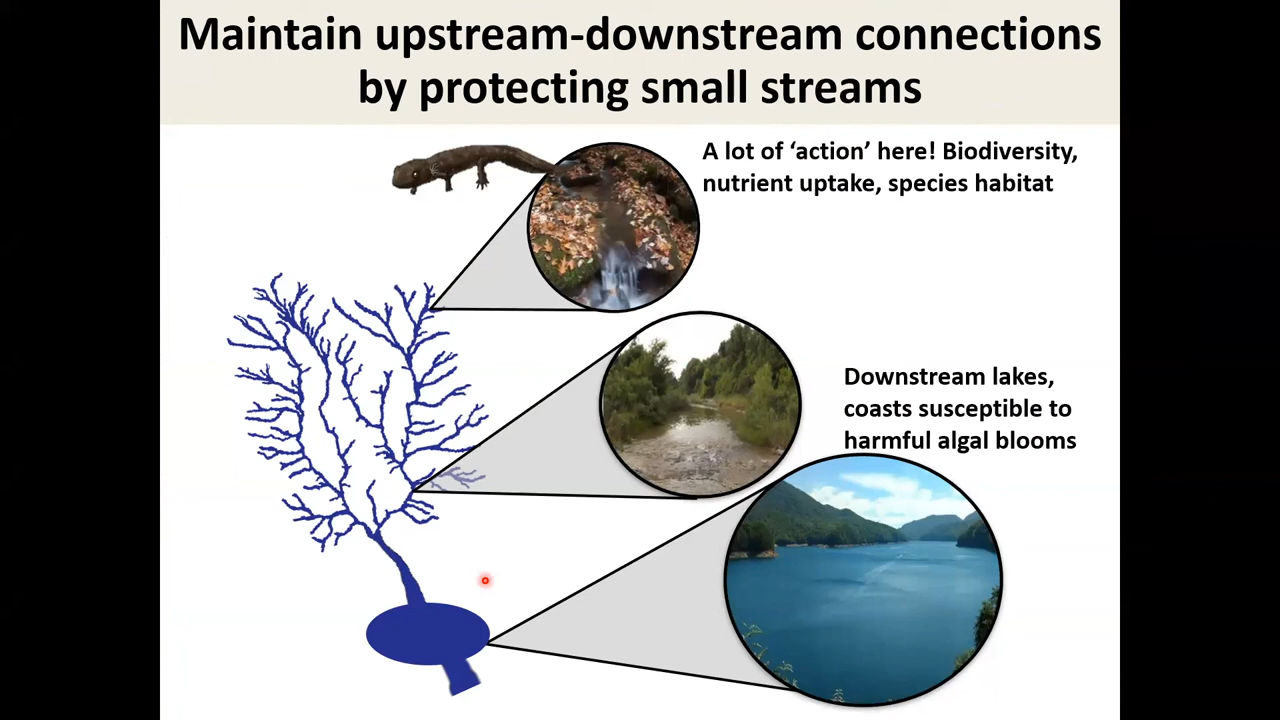 Maintain upstream-downstream connections
by protecting small streams
A lot of ‘action’ here! Biodiversity,
nutrient uptake, species habitat
Downstream lakes,
coasts susceptible to
harmful algal blooms